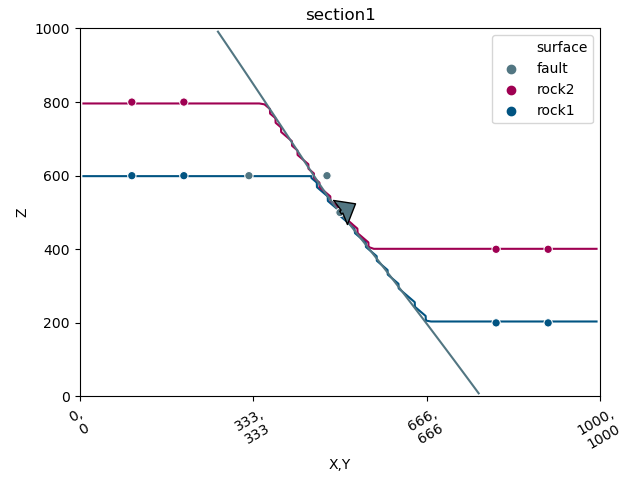 section1
1000
800
600
400
200
0
Z
surface
fault
rock2
rock1
0,
0
333,
333
666,
666
1000,
1000
X,Y